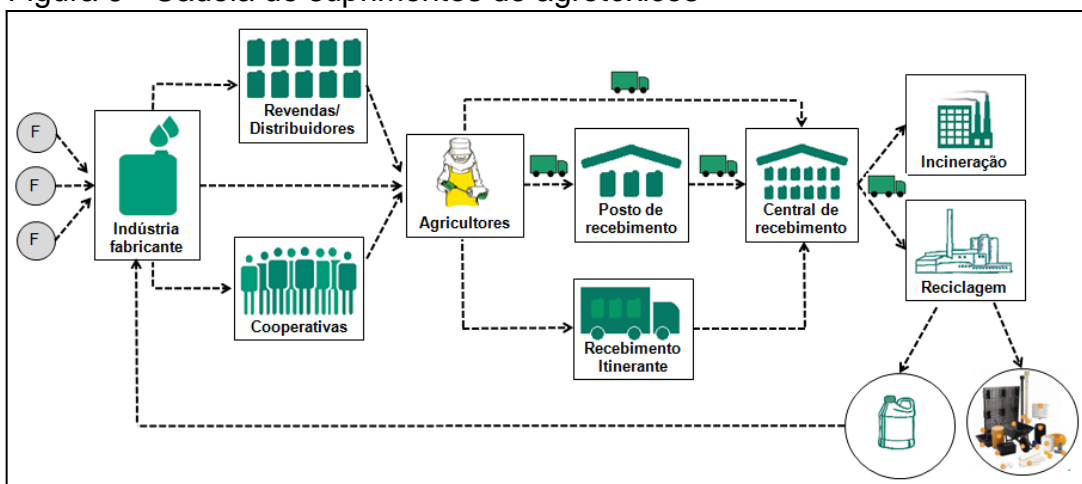 F
F
F
Indústria
fabricante
Revendas/
Distribuidores
Cooperativas
Agricultores
Posto de
recebimento
Recebimento
Itinerante
Central de
recebimento
Incineração
Reciclagem